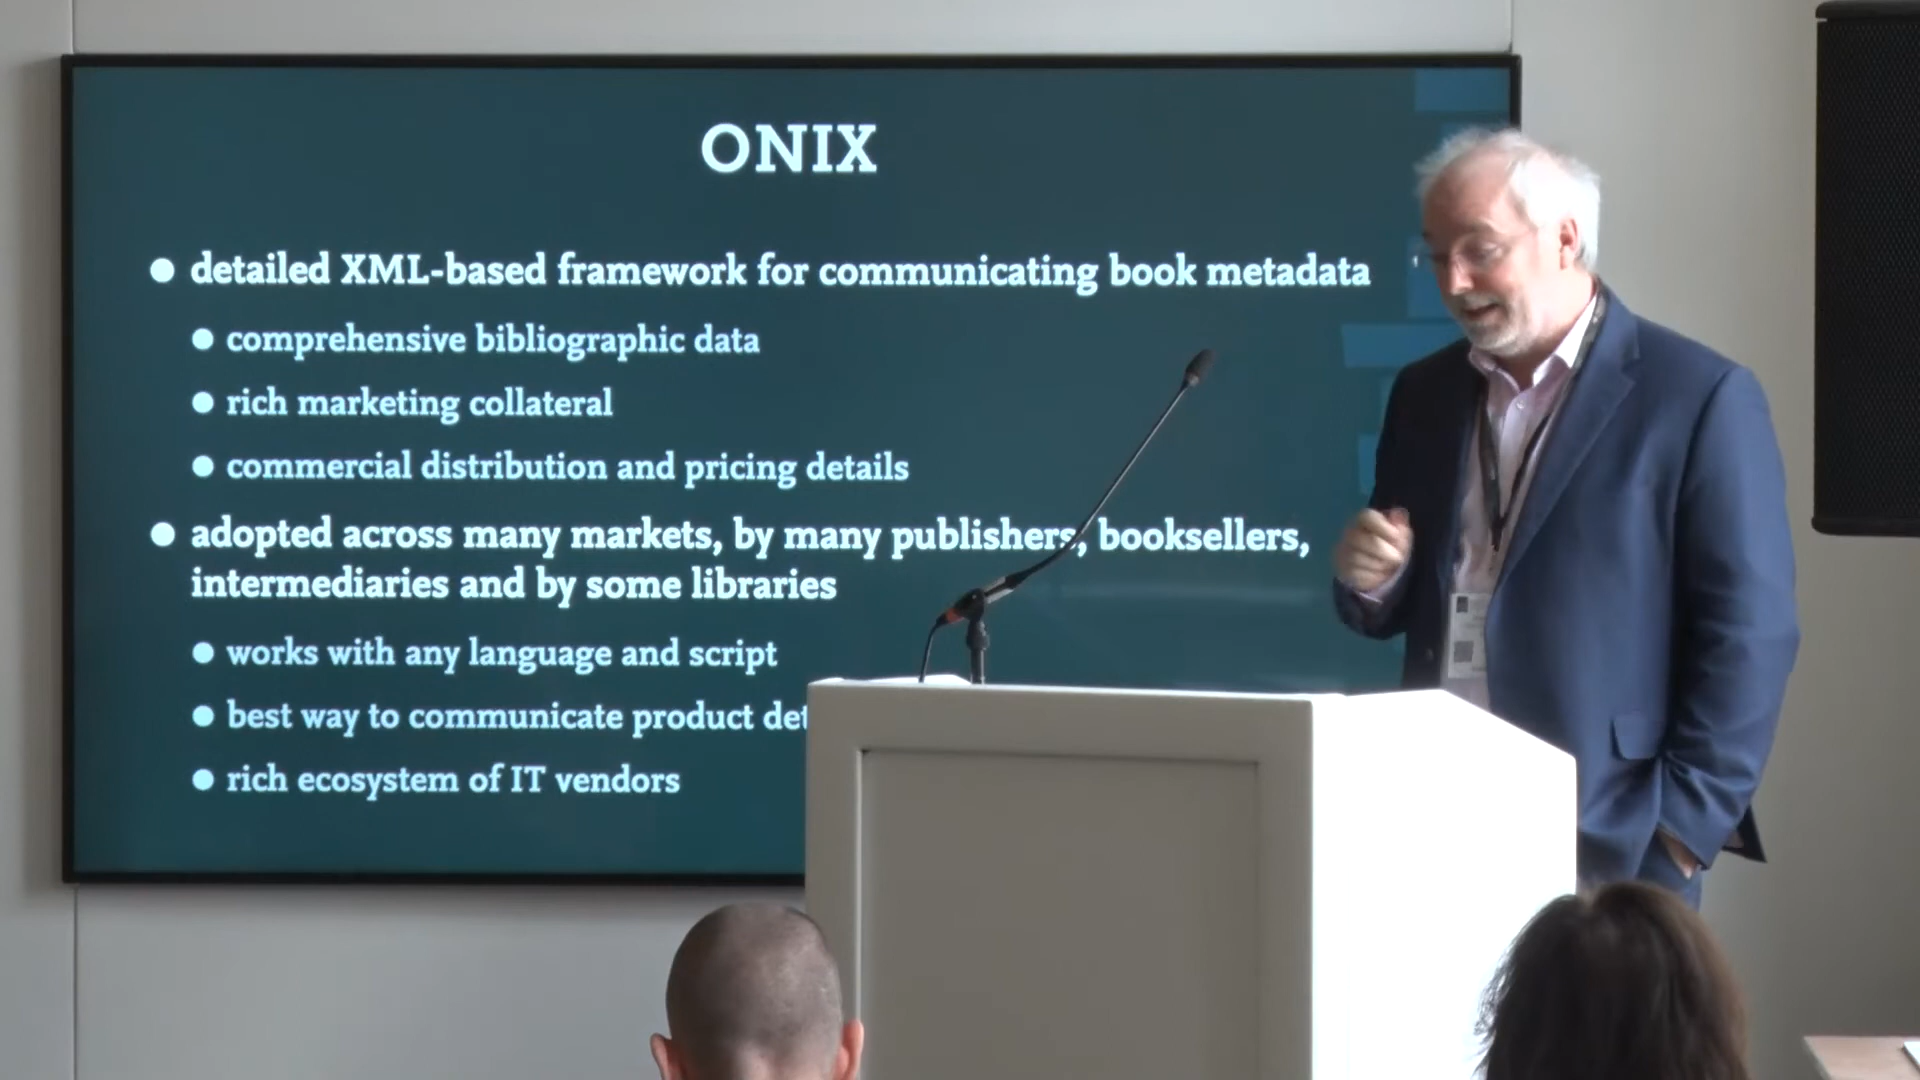 ONIX
detailed XML-based framework for communicating book metadata
comprehensive bibliographic data
rich marketing collateral
commercial distribution and pricing details
adopted across many markets, by many publishers, booksellers,
intermediaries and by some libraries
works with any language and script
best way to communicate product
rich ecosystem of IT vendors